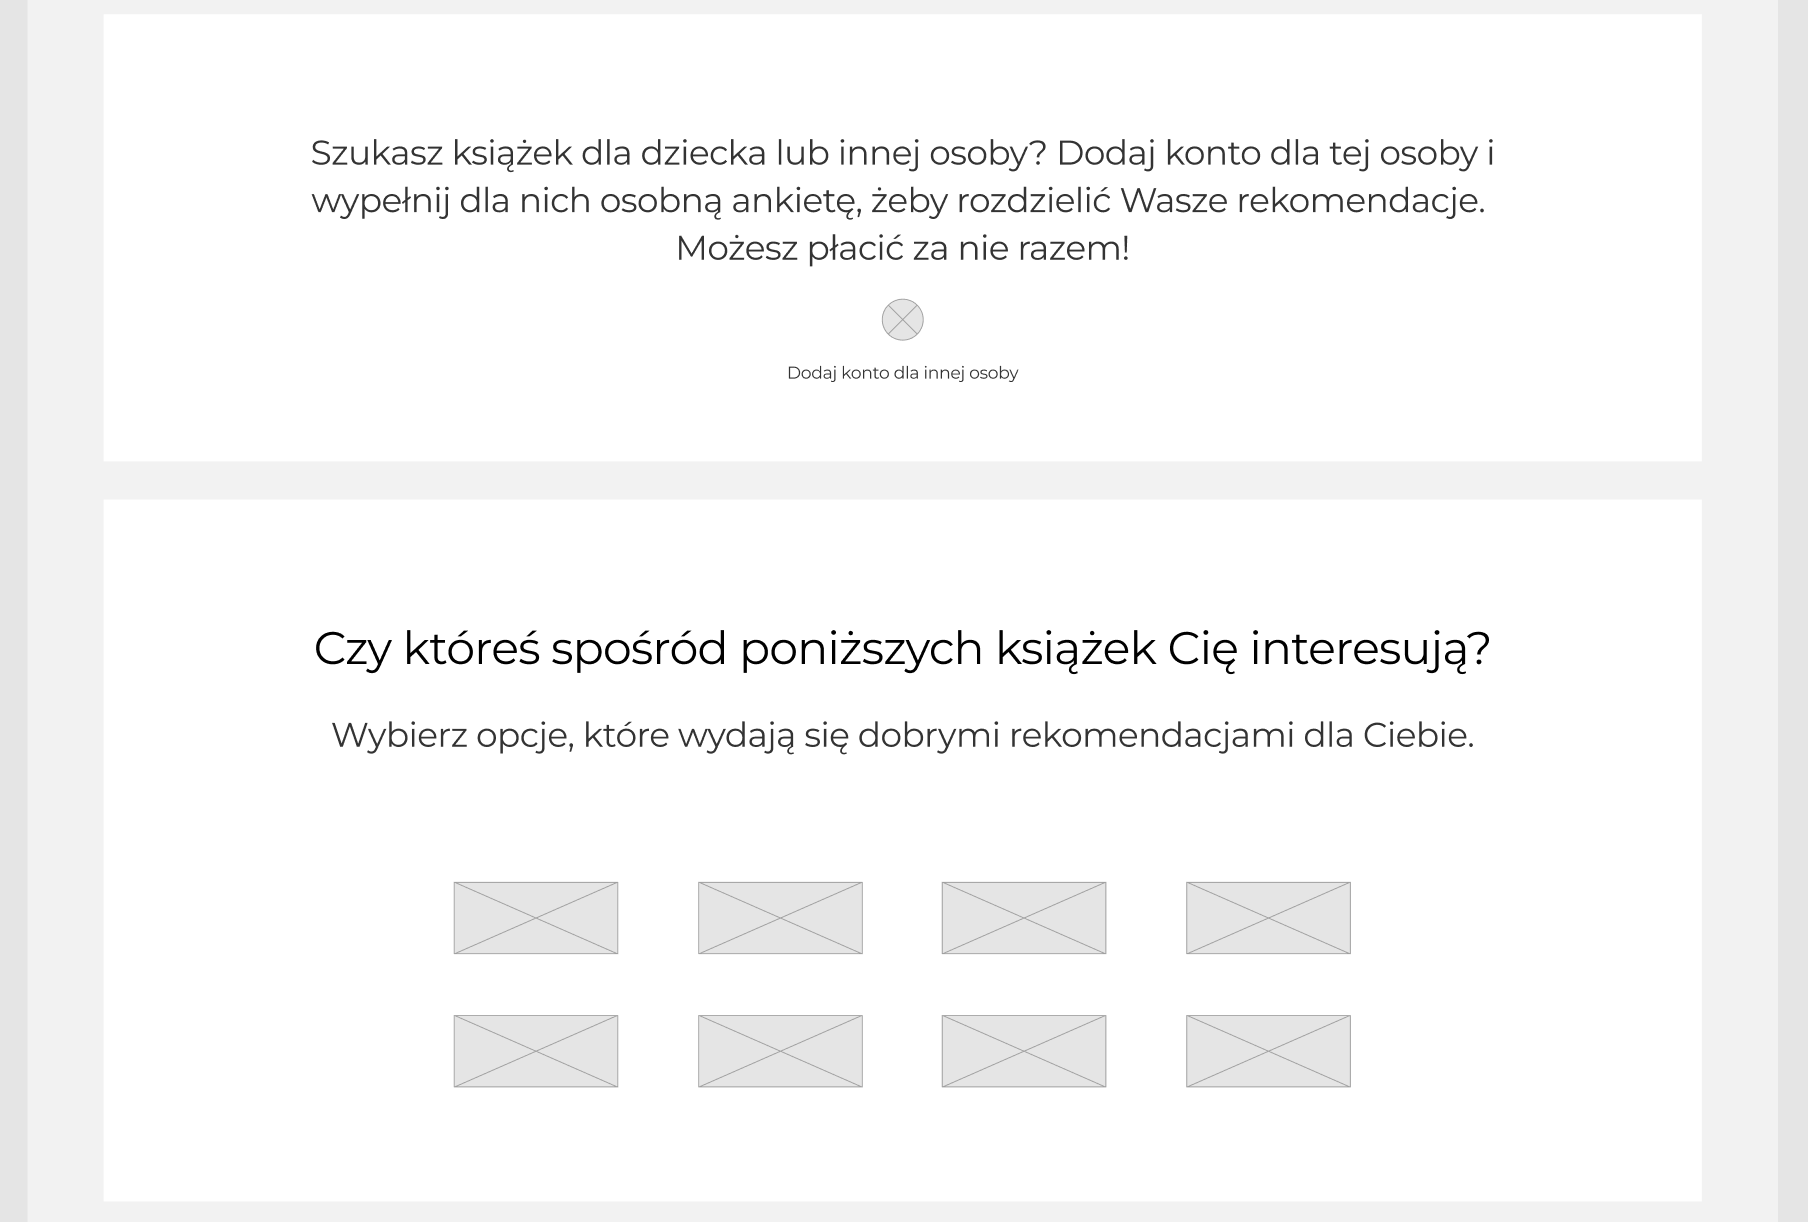 Szukasz książek dla dziecka lub innej osoby? Dodaj konto dla tej osoby i
wypełnij dla nich osobną ankietę, żeby rozdzielić Wasze rekomendacje.
Możesz płacić za nie razem!
Dodaj konto dla innej osoby
Czy któreś spośród poniższych książek Cię interesują?
Wybierz opcje, które wydają się dobrymi rekomendacjami dla Ciebie.